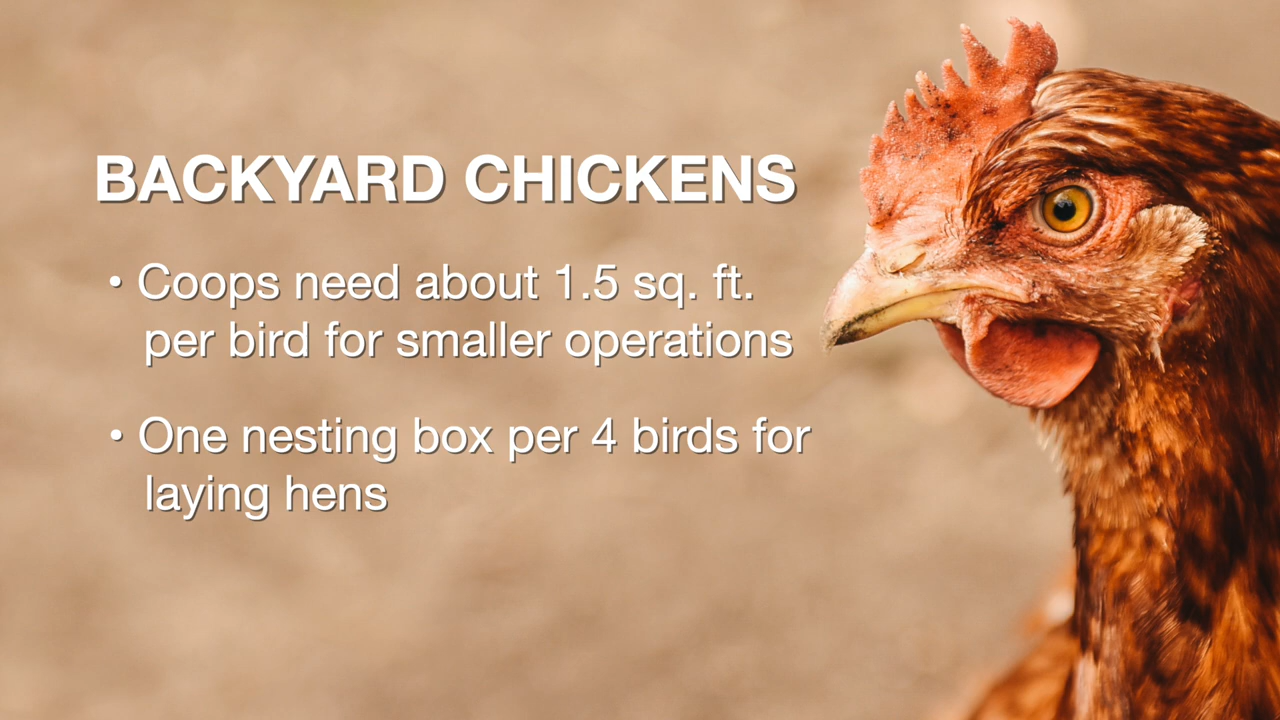 BACKYARD CHICKENS
• Coops need about 1.5 sq. ft.
per bird for smaller operations
• One nesting box per 4 birds for
laying hens